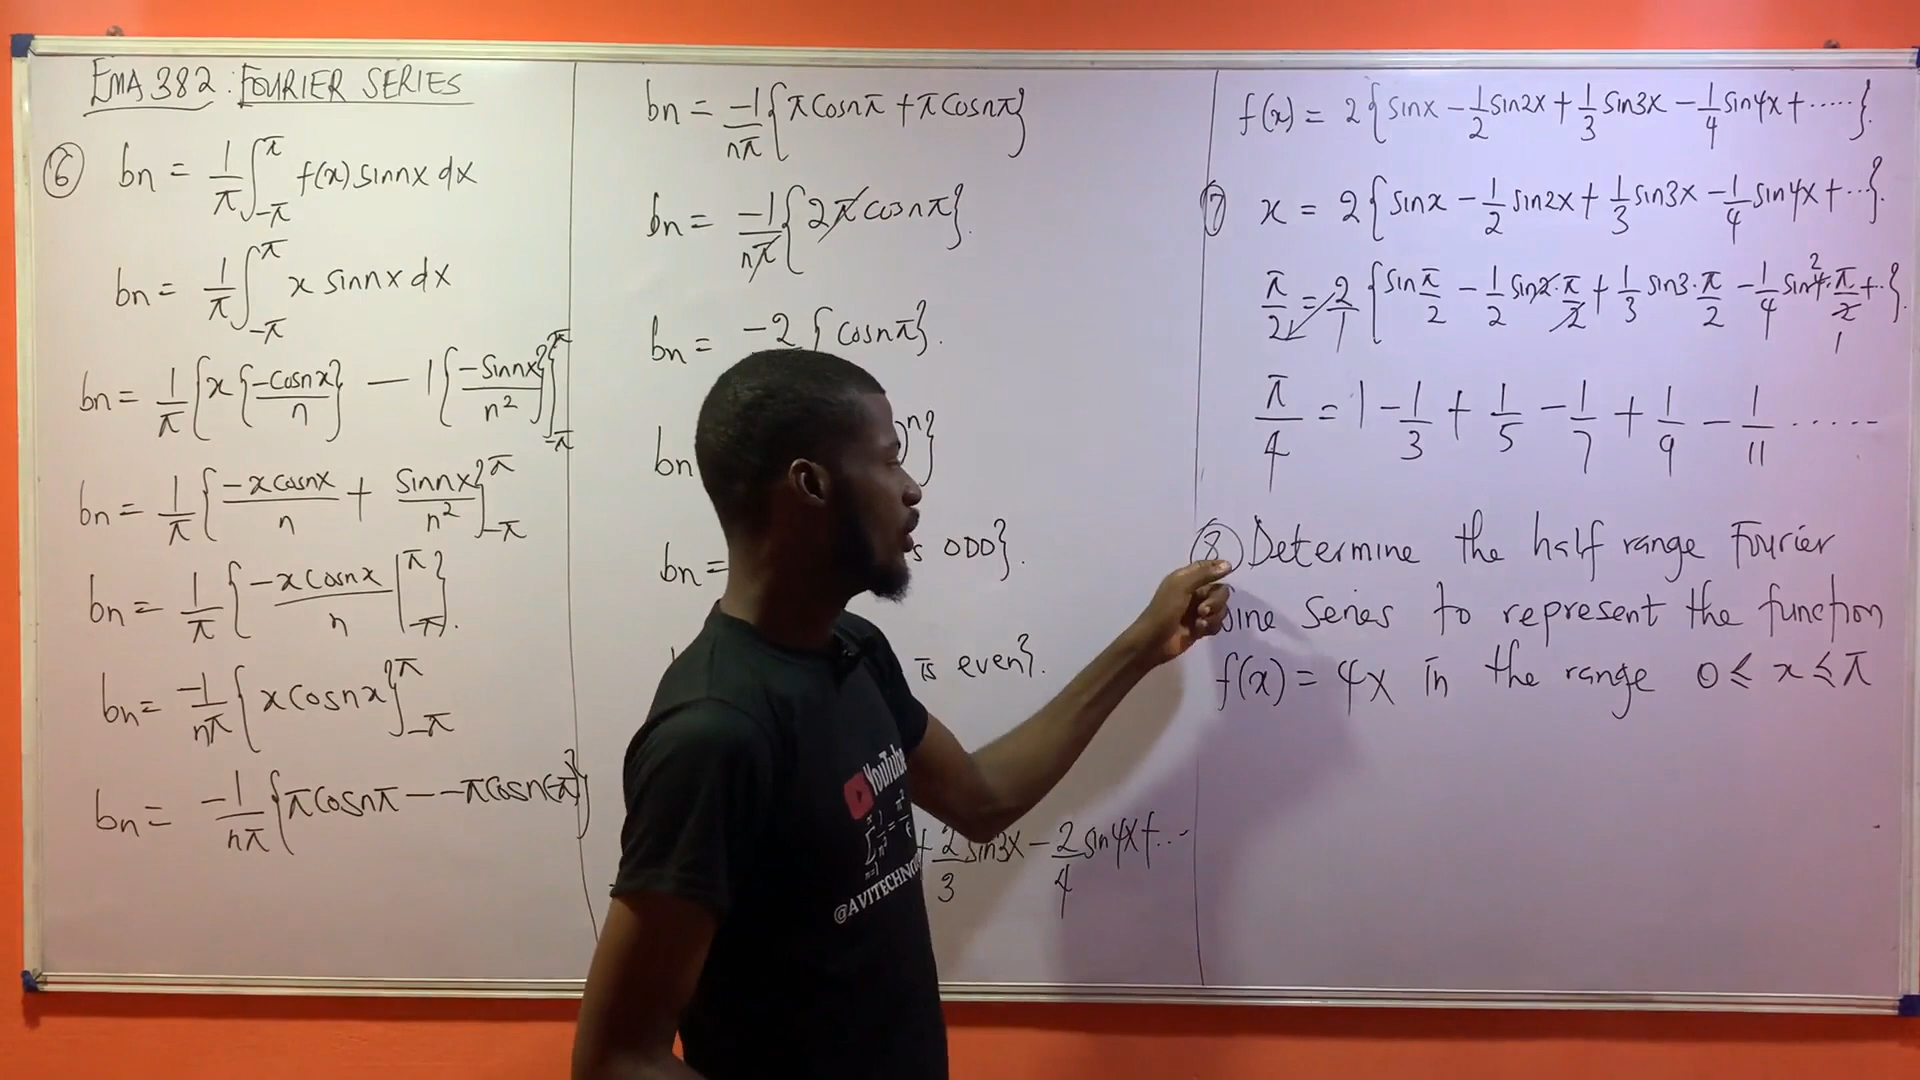 EMA 382: FOURIER SERIES
⑥ bn = 1/π ∫_{-π}^{π} f(x) sinnx dx
bn = 1/π ∫_{-π}^{π} x sinnx dx
bn = 1/π {x{-cosnx/n} — 1{-sinnx/n²}}_{-π}^{π}
bn = 1/π {-xcosnx/n + sinnx/n²}_{-π}^{π}
bn = 1/π {-xcosnx/n |_{-π}^{π}}.
bn = -1/nπ {xcosnx}_{-π}^{π}
bn = -1/nπ {πcosnπ - -πcosn(-π)}
bn = -1/nπ {πcosnπ + πcosnπ}
bn = -1/nπ {2πcosnπ}.
bn = -2 {cosnπ}.
bn )ⁿ}
bn = is ODD}.
is even}.
+ 2/3 sin3x - 2/4 sin4x + ...
f(x) = 2{sinx - 1/2 sin2x + 1/3 sin3x - 1/4 sin4x + .....}.
⑦ x = 2{sinx - 1/2 sin2x + 1/3 sin3x - 1/4 sin4x + ...}.
π/2 = 2/1 {sin π/2 - 1/2 sin2·π/2 + 1/3 sin3·π/2 - 1/4 sin4·π/2 + ..}.
π/4 = 1 - 1/3 + 1/5 - 1/7 + 1/9 - 1/11 ......
⑧ Determine the half range Fourier
Sine Series to represent the function
f(x) = 4x in the range 0 ≤ x ≤ π
YouTube
@AVITECHN